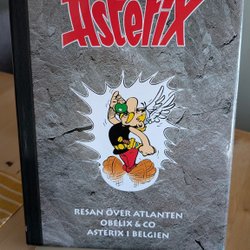 Asterix
RESAN ÖVER ATLANTEN
OBELIX & CO
ASTERIX I BELGIEN